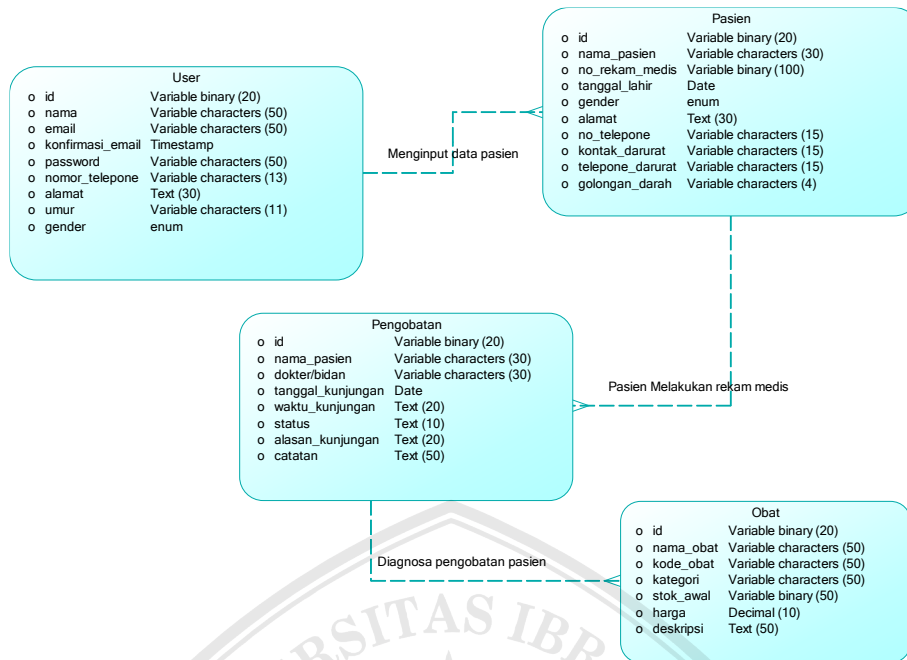 User
o id Variable binary (20)
o nama Variable characters (50)
o email Variable characters (50)
o konfirmasi_email Timestamp
o password Variable characters (50)
o nomor_telepone Variable characters (13)
o alamat Text (30)
o umur Variable characters (11)
o gender enum
Menginput data pasien
Pasien
o id Variable binary (20)
o nama_pasien Variable characters (30)
o no_rekam_medis Variable binary (100)
o tanggal_lahir Date
o gender enum
o alamat Text (30)
o no_telepone Variable characters (15)
o kontak_darurat Variable characters (15)
o telepone_darurat Variable characters (15)
o golongan_darah Variable characters (4)
Pasien Melakukan rekam medis
Pengobatan
o id Variable binary (20)
o nama_pasien Variable characters (30)
o dokter/bidan Variable characters (30)
o tanggal_kunjungan Date
o waktu_kunjungan Text (20)
o status Text (10)
o alasan_kunjungan Text (20)
o catatan Text (50)
Diagnosa pengobatan pasien
Obat
o id Variable binary (20)
o nama_obat Variable characters (50)
o kode_obat Variable characters (50)
o kategori Variable characters (50)
o stok_awal Variable binary (50)
o harga Decimal (10)
o deskripsi Text (50)